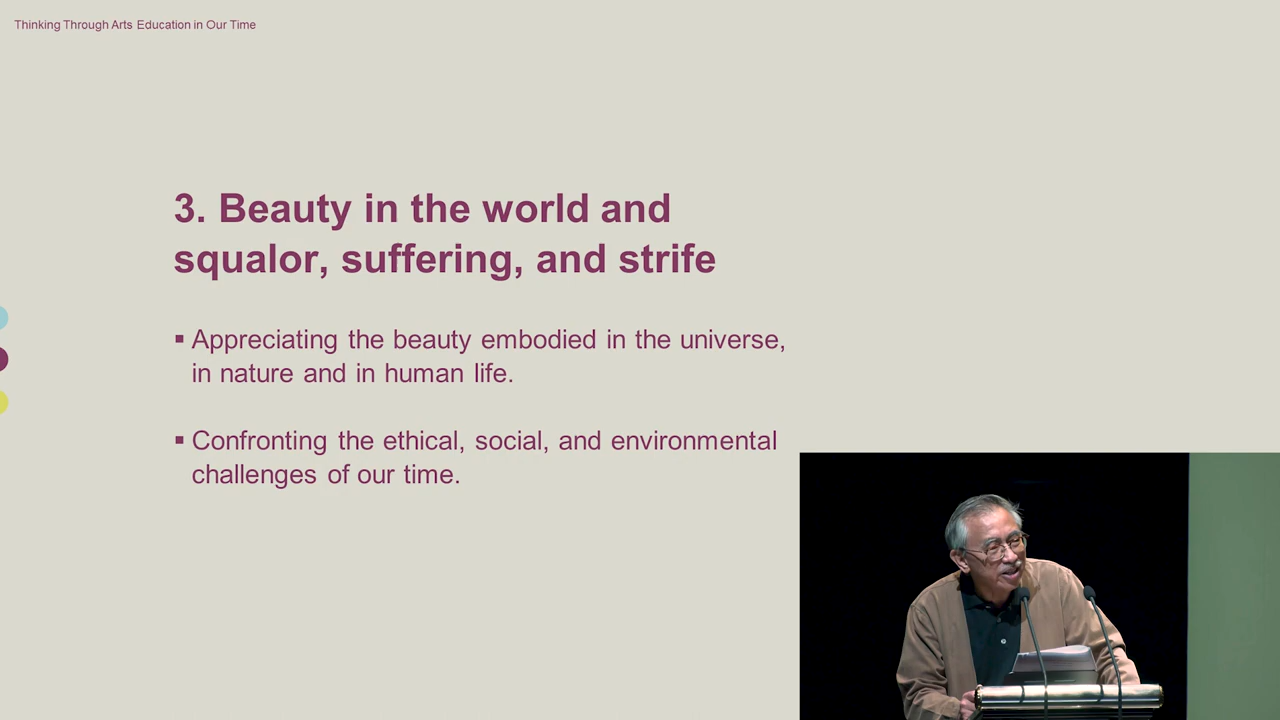 Thinking Through Arts Education in Our Time
3. Beauty in the world and
squalor, suffering, and strife
▪ Appreciating the beauty embodied in the universe,
in nature and in human life.
▪ Confronting the ethical, social, and environmental
challenges of our time.